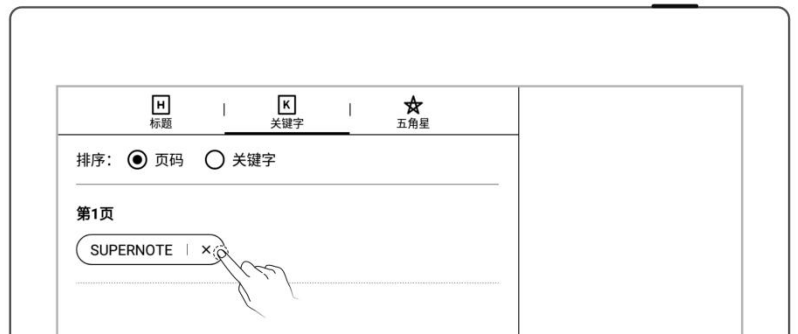 H
K
标题
关键字
五角星
排序： 页码 关键字
第1页
SUPERNOTE | ×